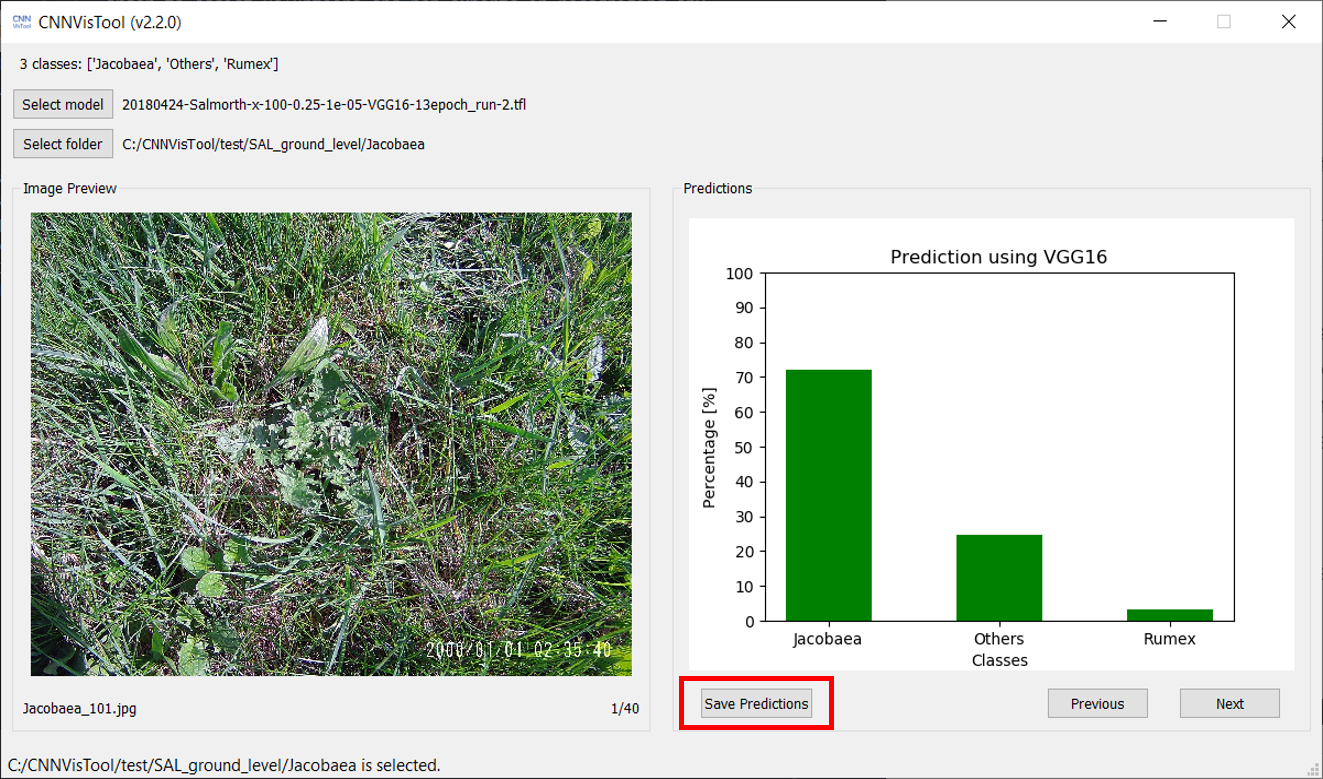 CNN
VisTool
CNNVisTool (v2.2.0)
3 classes: ['Jacobaea', 'Others', 'Rumex']
Select model 20180424-Salmorth-x-100-0.25-1e-05-VGG16-13epoch_run-2.tfl
Select folder C:/CNNVisTool/test/SAL_ground_level/Jacobaea
Image Preview
2000/01/01 02:35:40
Jacobaea_101.jpg 1/40
Predictions
Prediction using VGG16
100
90
80
70
60
50
40
30
20
10
0
Percentage [%]
Jacobaea Others Rumex
Classes
Save Predictions Previous Next
C:/CNNVisTool/test/SAL_ground_level/Jacobaea is selected.